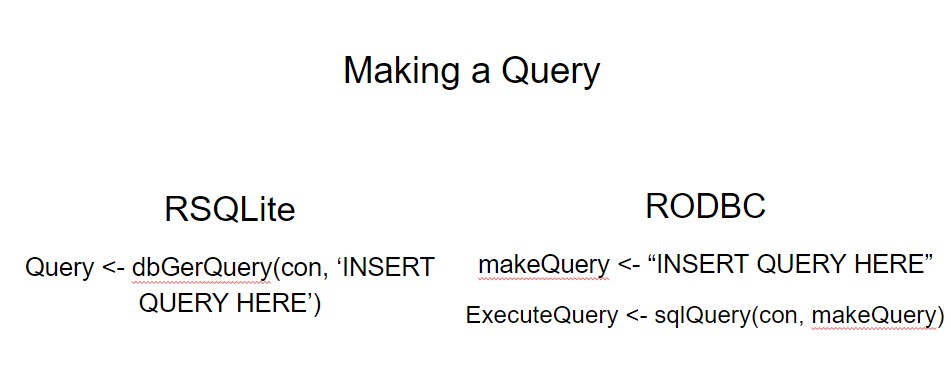 Making a Query
RSQLite
Query <- dbGerQuery(con, ‘INSERT
QUERY HERE’)
RODBC
makeQuery <- “INSERT QUERY HERE”
ExecuteQuery <- sqlQuery(con, makeQuery)